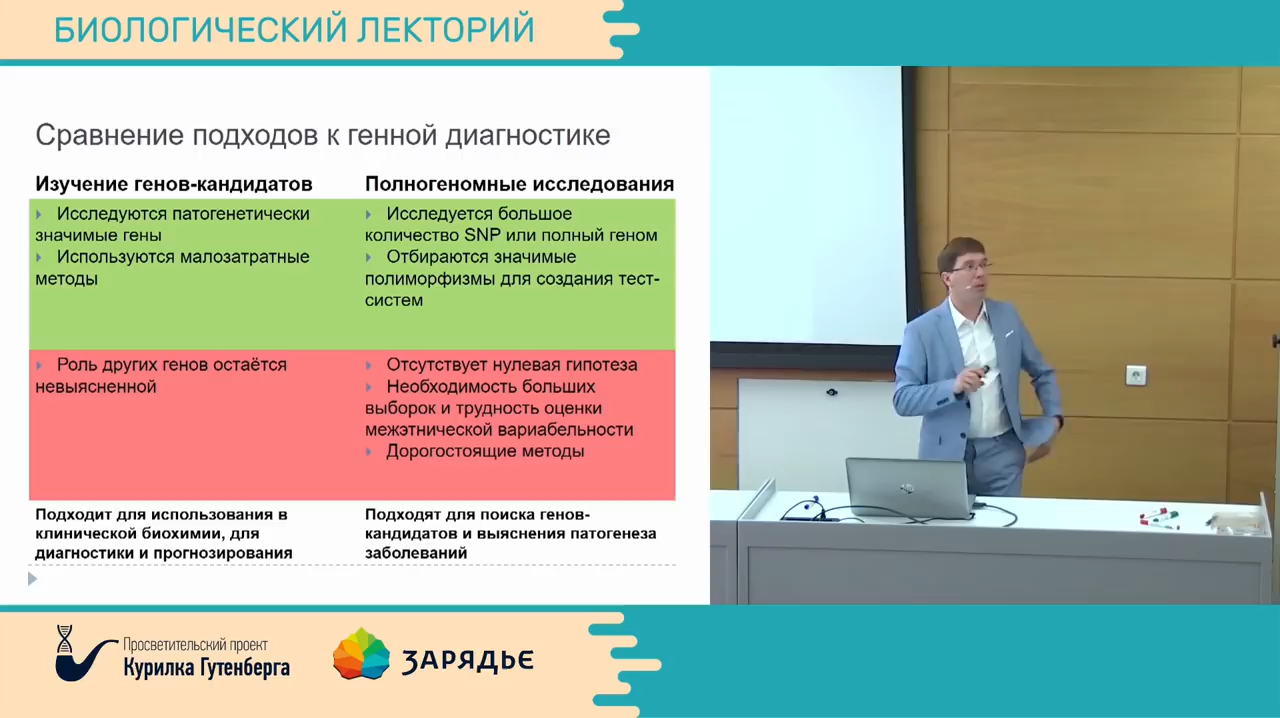 БИОЛОГИЧЕСКИЙ ЛЕКТОРИЙ
Сравнение подходов к генной диагностике
Изучение генов-кандидатов
Исследуются патогенетически
значимые гены
Используются малозатратные
методы
Роль других генов остаётся
невыясненной
Подходит для использования в
клинической биохимии, для
диагностики и прогнозирования
Полногеномные исследования
Исследуется большое
количество SNP или полный геном
Отбираются значимые
полиморфизмы для создания тест-
систем
Отсутствует нулевая гипотеза
Необходимость больших
выборок и трудность оценки
межэтнической вариабельности
Дорогостоящие методы
Подходят для поиска генов-
кандидатов и выяснения патогенеза
заболеваний
Просветительский проект
Курилка Гутенберга
ЗАРЯДЬЕ
hp